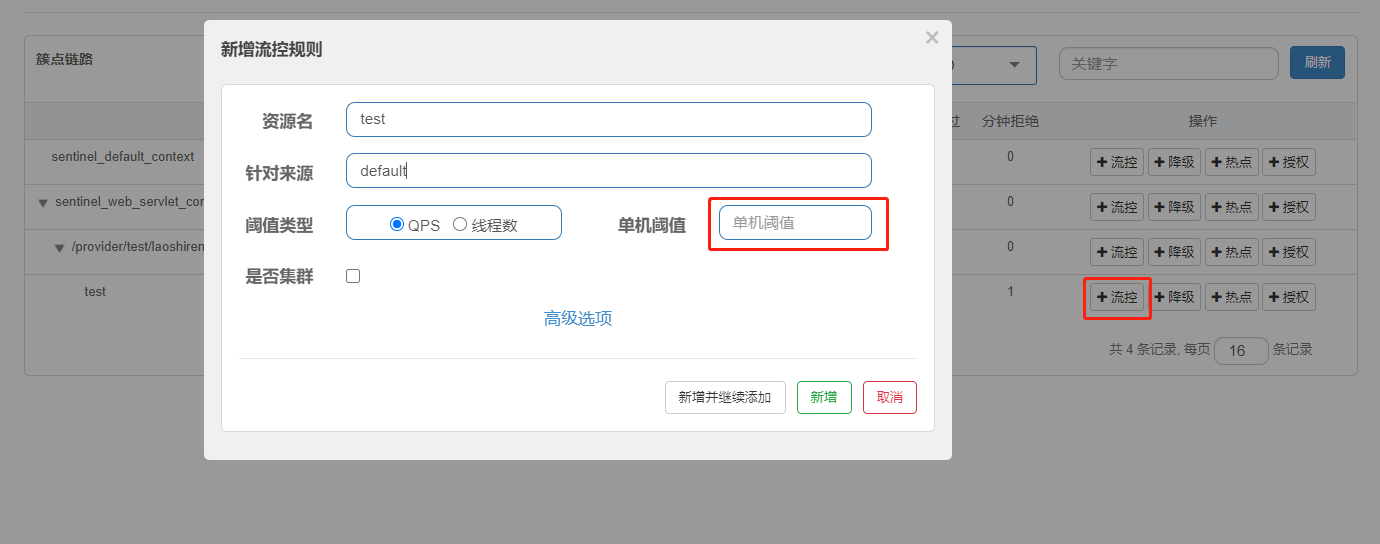 新增流控规则
×
簇点链路
关键字
刷新
资源名
test
过
分钟拒绝
操作
sentinel_default_context
0
流控
降级
热点
授权
针对来源
default
sentinel_web_servlet_con
0
流控
降级
热点
授权
阈值类型
QPS
线程数
单机阈值
单机阈值
/provider/test/laoshiren
0
流控
降级
热点
授权
是否集群
test
1
流控
降级
热点
授权
高级选项
共 4 条记录, 每页 16 条记录
新增并继续添加
新增
取消